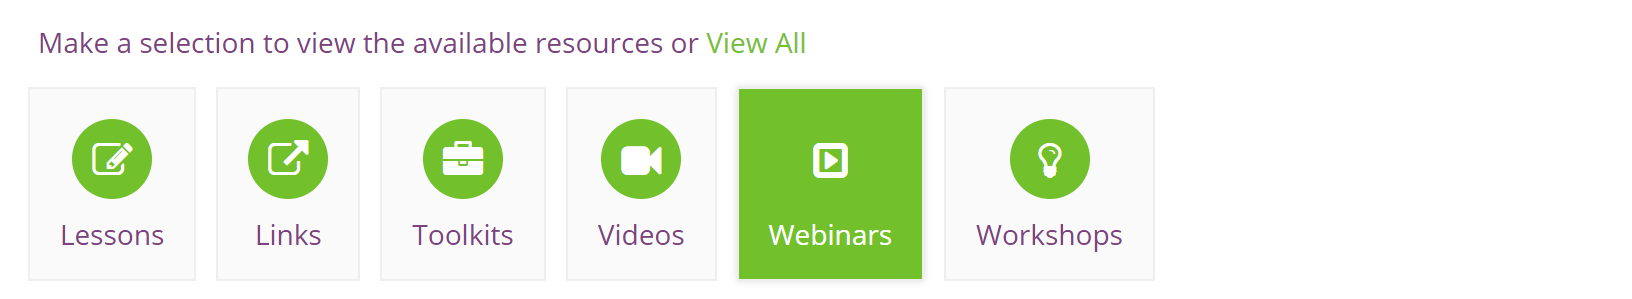 Make a selection to view the available resources or View All
Lessons
Links
Toolkits
Videos
Webinars
Workshops